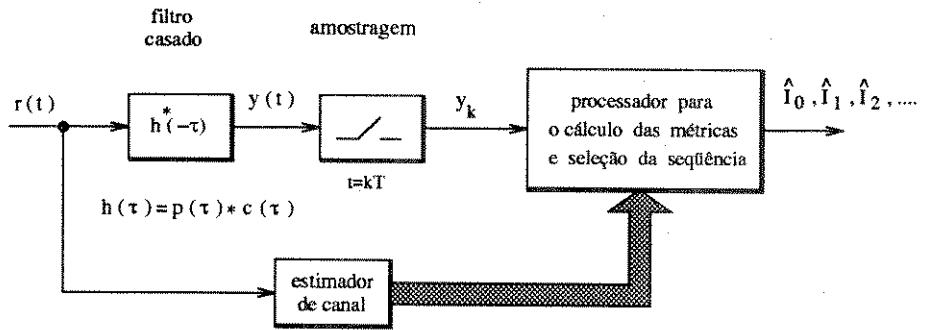 filtro
casado
amostragem
r(t)
h*(−τ)
y(t)
y_k
t=kT
processador para
o cálculo das métricas
e seleção da seqüência
Î_0 , Î_1 , Î_2 , ....
h(τ)=p(τ)*c(τ)
estimador
de canal